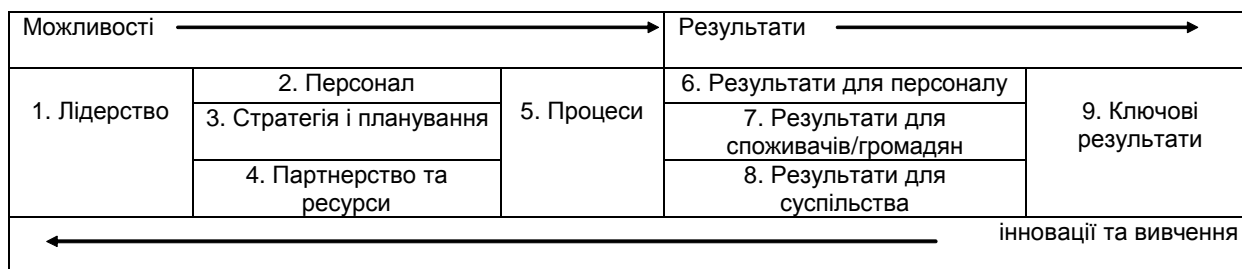 Можливості
Результати
1. Лідерство
2. Персонал
3. Стратегія і планування
4. Партнерство та
ресурси
5. Процеси
6. Результати для персоналу
7. Результати для
споживачів/громадян
8. Результати для
суспільства
9. Ключові
результати
інновації та вивчення